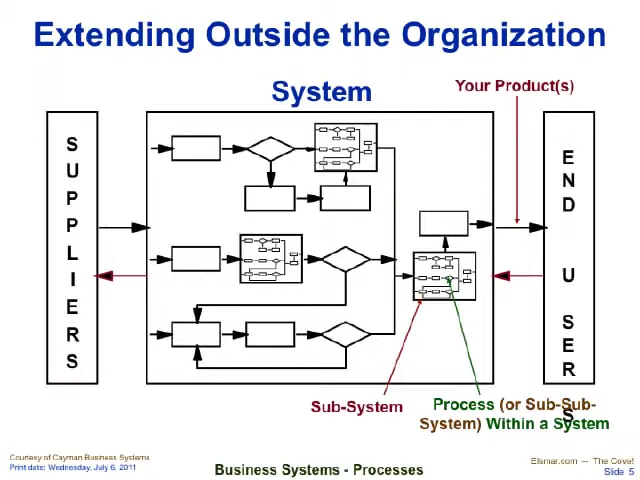 Extending Outside the Organization
System
Your Product(s)
S
U
P
P
L
I
E
R
S
E
N
D
U
S
E
R
S
Sub-System
Process (or Sub-Sub-
System) Within a System
Courtesy of Cayman Business Systems
Print date: Wednesday, July 6, 2011
Business Systems - Processes
Elsmar.com -- The Cove!
Slide 5